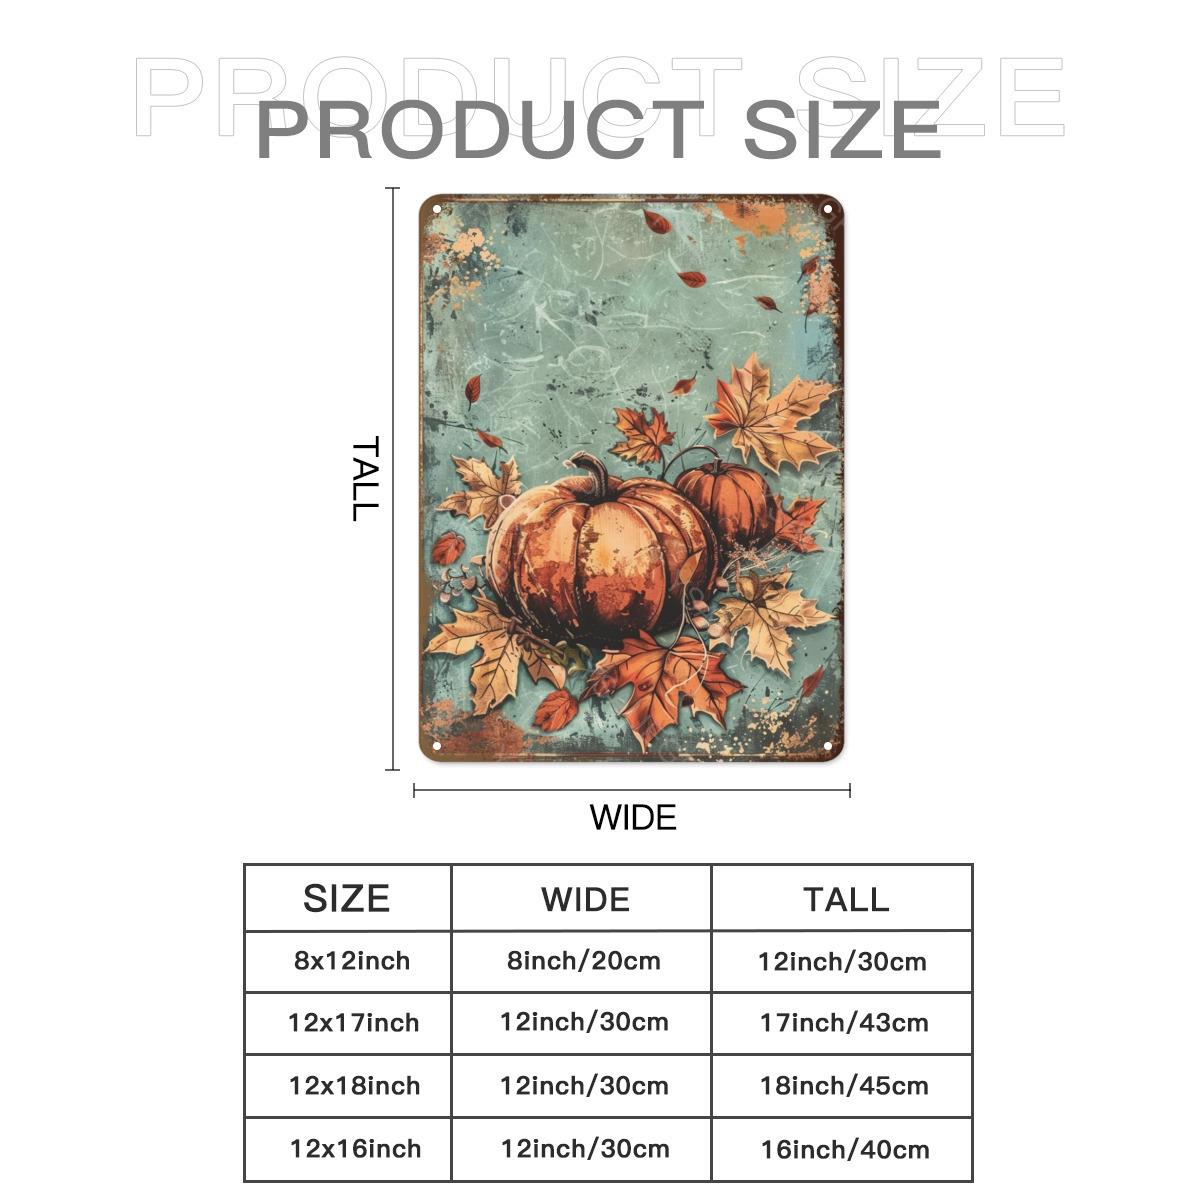 PRODUCT SIZE
PRODUCT SIZE
TALL
WIDE
SIZE WIDE TALL
8x12inch 8inch/20cm 12inch/30cm
12x17inch 12inch/30cm 17inch/43cm
12x18inch 12inch/30cm 18inch/45cm
12x16inch 12inch/30cm 16inch/40cm